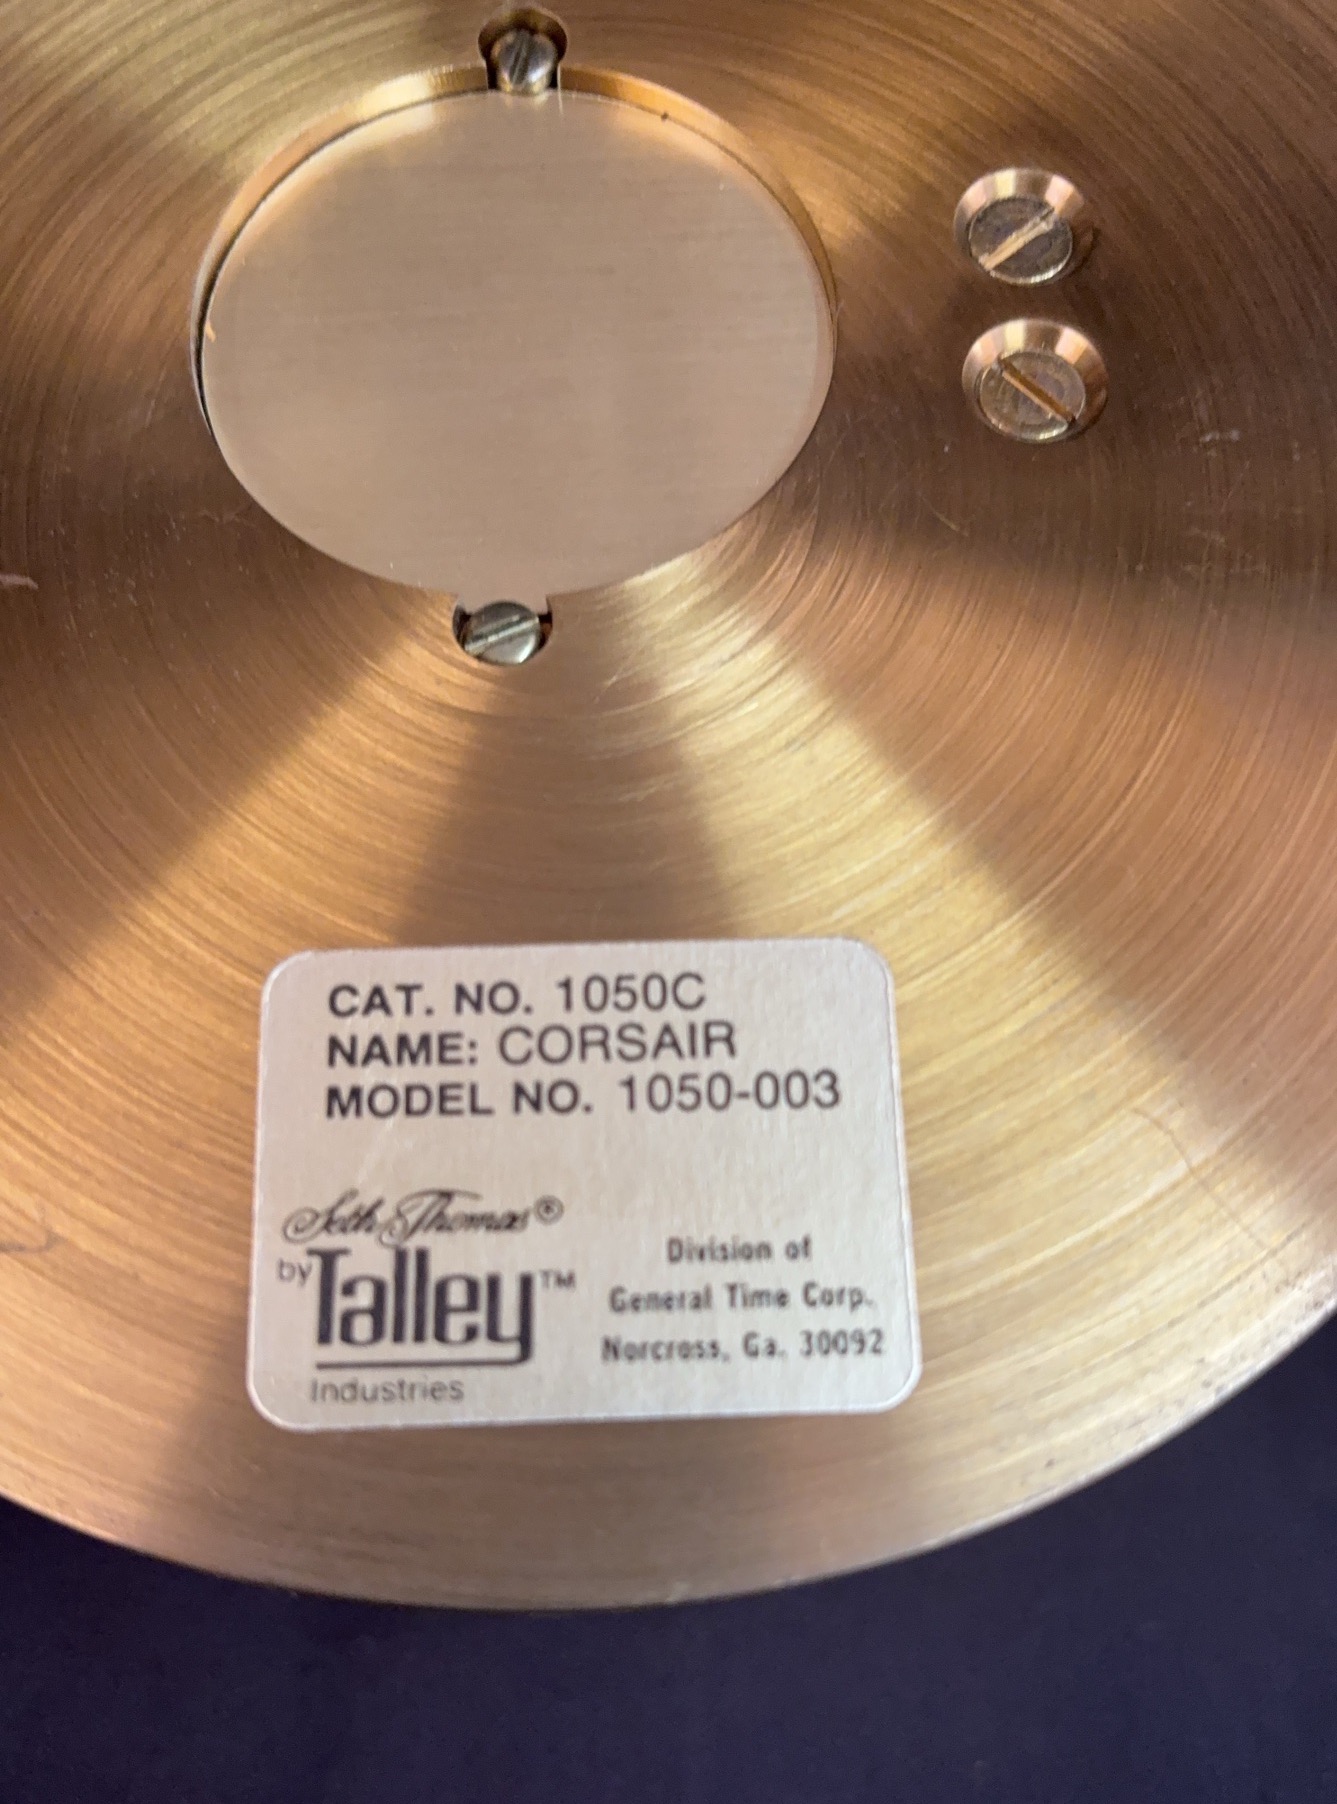 CAT. NO. 1050C
NAME: CORSAIR
MODEL NO. 1050-003
Seth Thomas®
by Talley™
Industries
Division of
General Time Corp.
Norcross, Ga. 30092